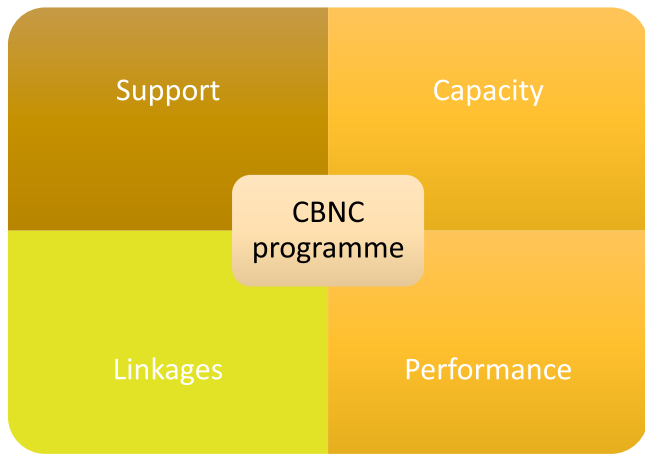 Support
Capacity
CBNC
programme
Linkages
Performance